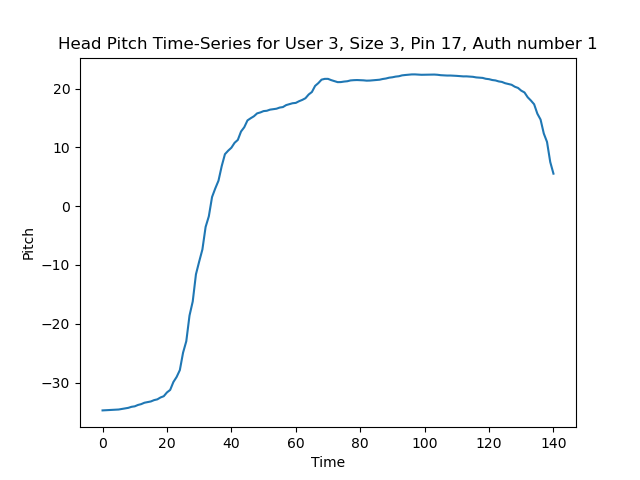 Head Pitch Time-Series for User 3, Size 3, Pin 17, Auth number 1
20
10
0
−10
−20
−30
Pitch
0 20 40 60 80 100 120 140
Time